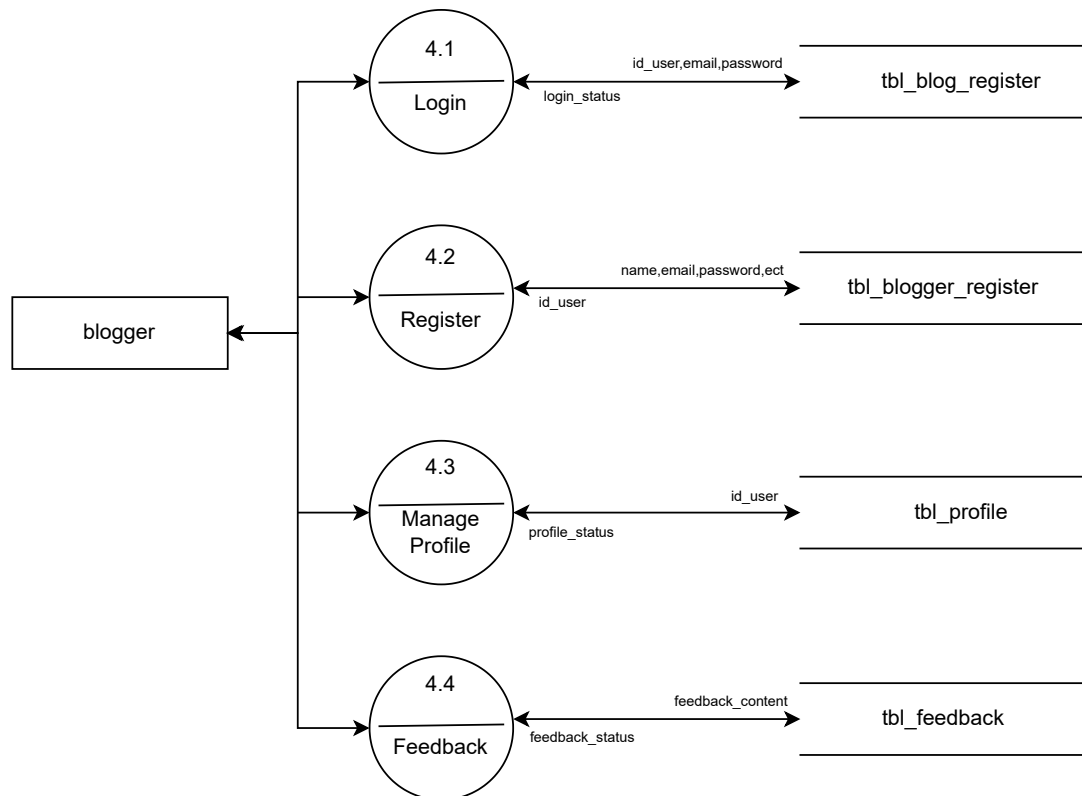 4.1
Login
id_user,email,password
login_status
tbl_blog_register
4.2
Register
name,email,password,ect
id_user
tbl_blogger_register
blogger
4.3
Manage
Profile
id_user
profile_status
tbl_profile
4.4
Feedback
feedback_content
feedback_status
tbl_feedback